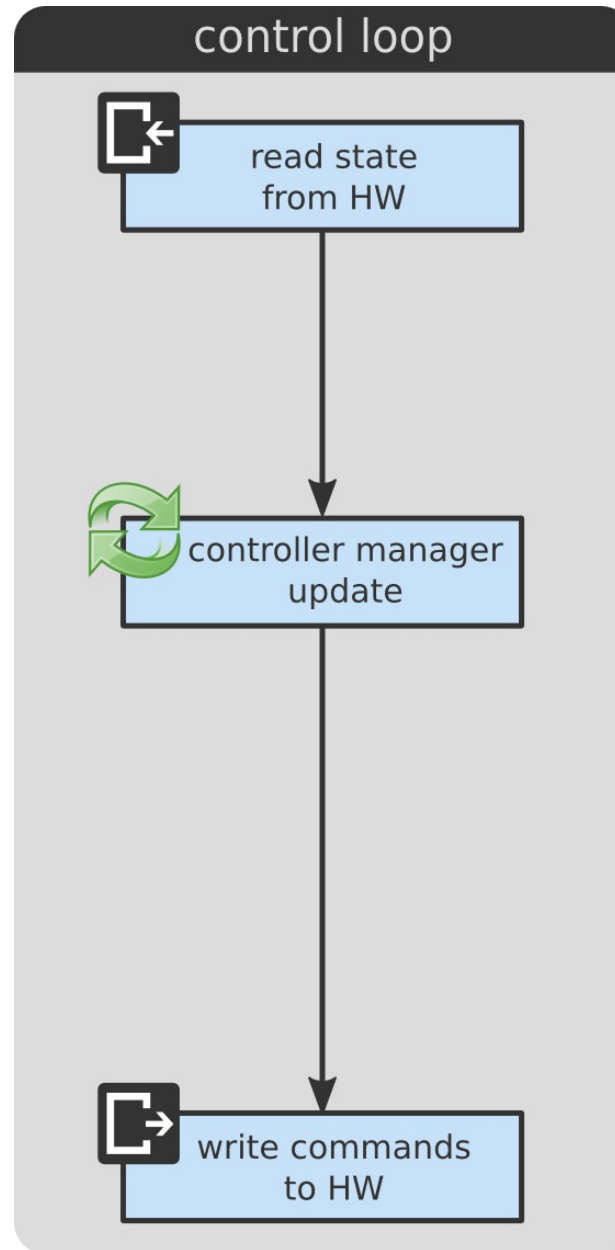 control loop
read state
from HW
controller manager
update
write commands
to HW